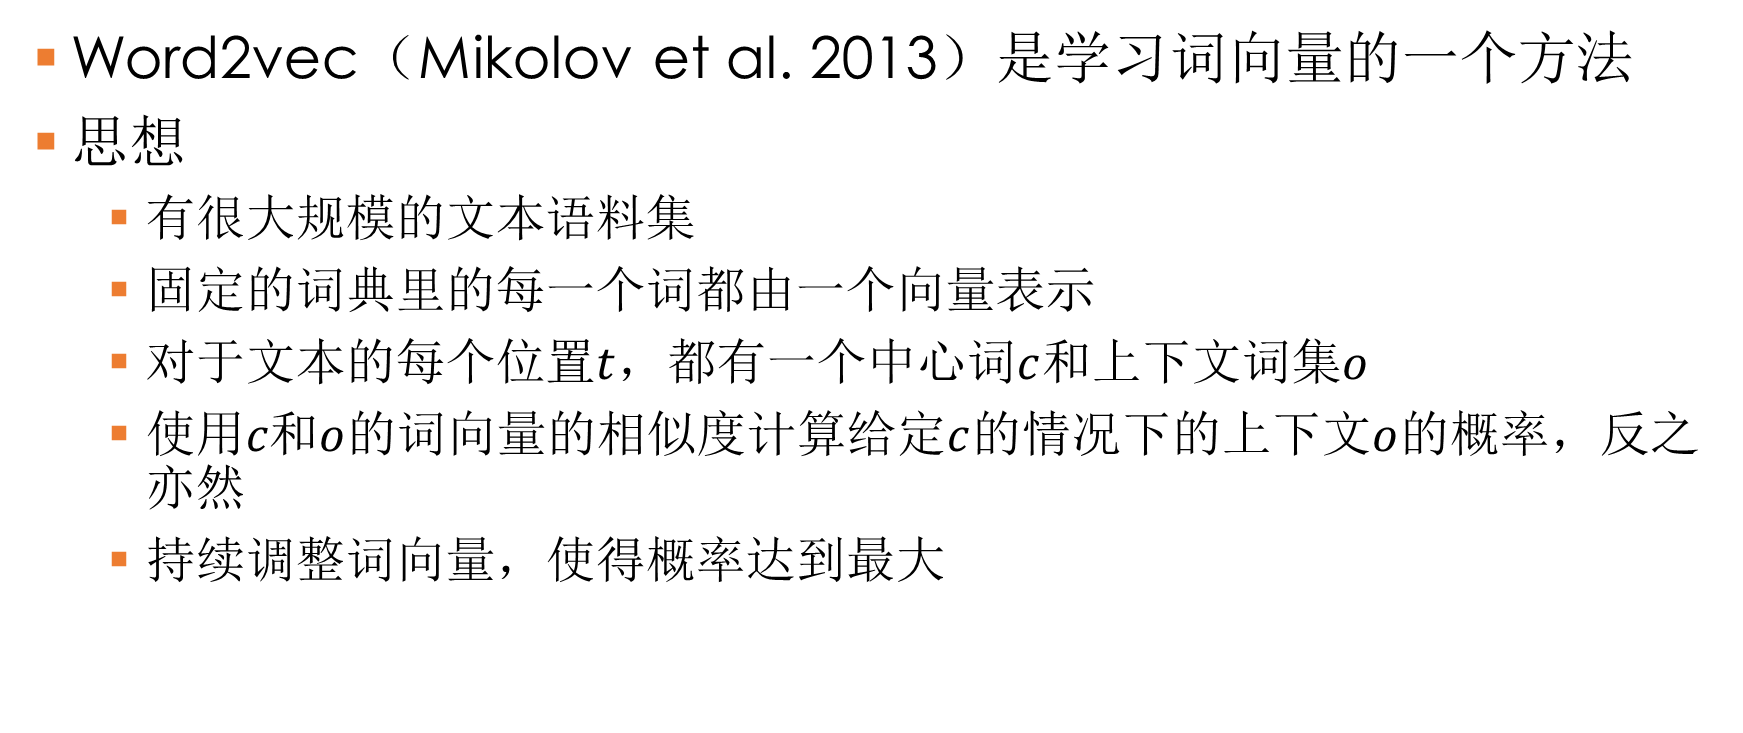 Word2vec（Mikolov et al. 2013）是学习词向量的一个方法
思想
有很大规模的文本语料集
固定的词典里的每一个词都由一个向量表示
对于文本的每个位置t，都有一个中心词c和上下文词集o
使用c和o的词向量的相似度计算给定c的情况下的上下文o的概率，反之
亦然
持续调整词向量，使得概率达到最大